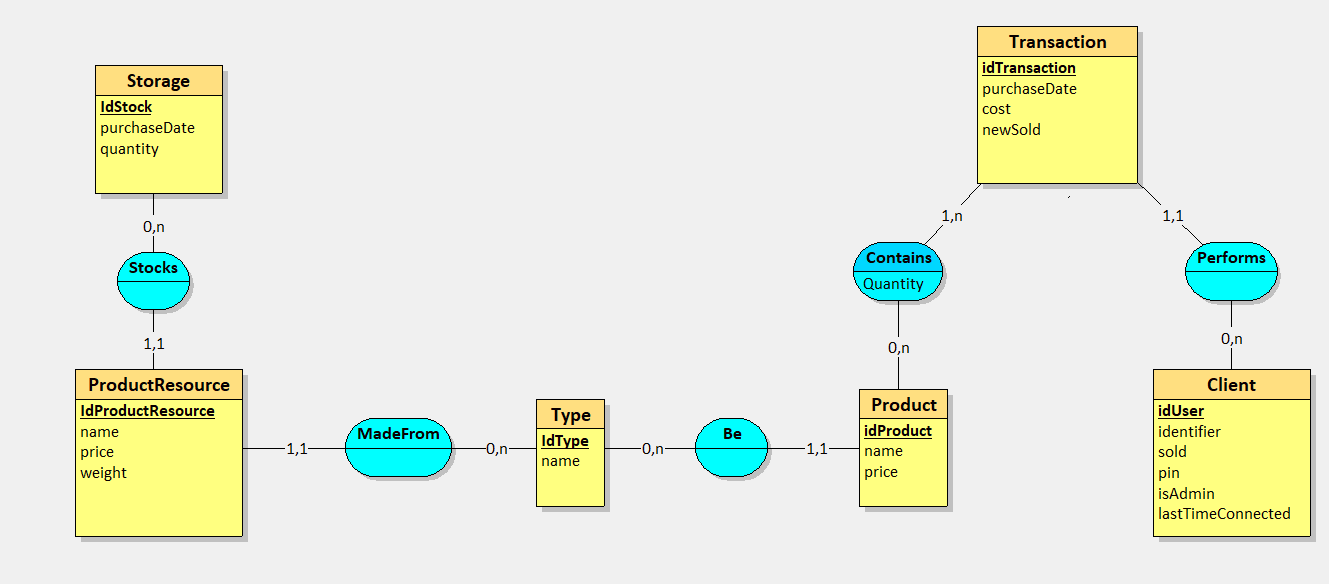 Transaction
idTransaction
purchaseDate
cost
newSold
Storage
IdStock
purchaseDate
quantity
0,n
Stocks
1,1
1,n
1,1
Contains
Quantity
Performs
0,n
0,n
ProductResource
IdProductResource
name
price
weight
1,1
MadeFrom
0,n
Type
IdType
name
0,n
Be
1,1
Product
idProduct
name
price
Client
idUser
identifier
sold
pin
isAdmin
lastTimeConnected